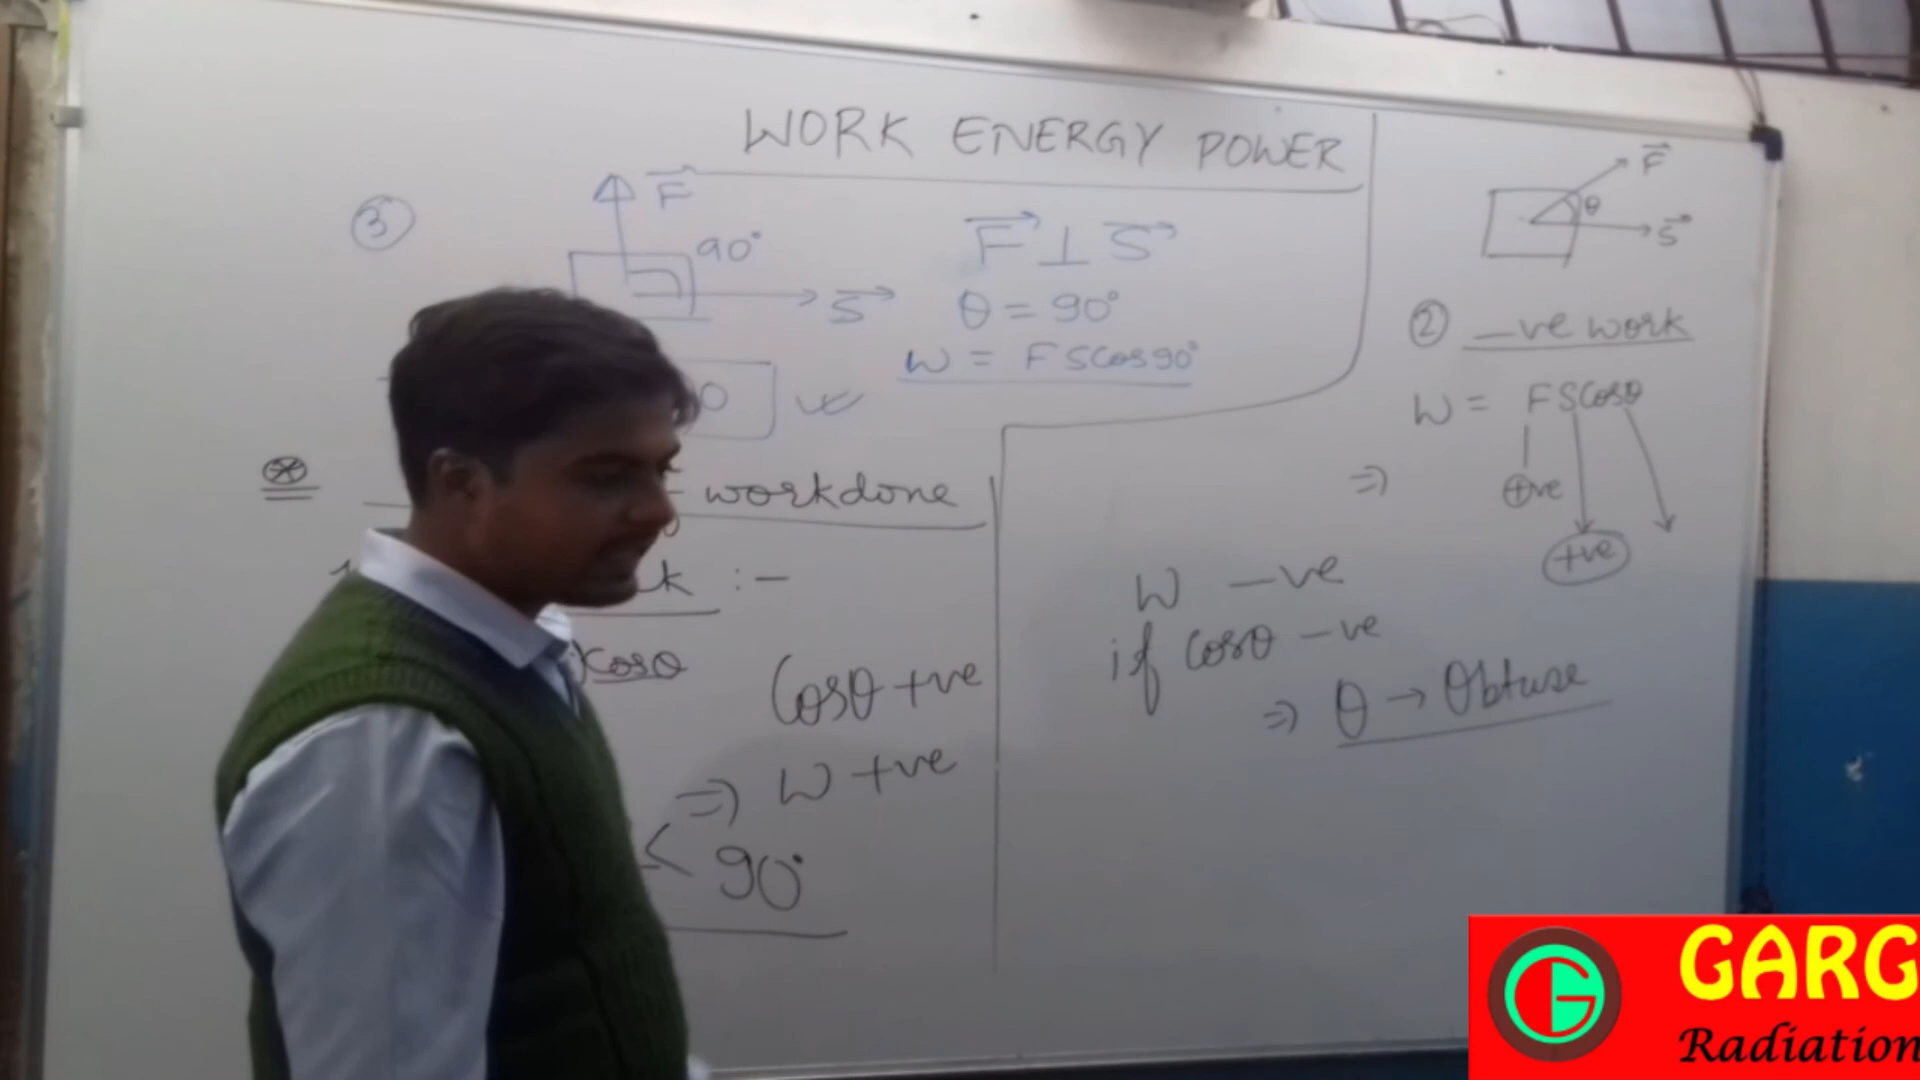 WORK ENERGY POWER
③
F
90°
S
F ⊥ S
θ = 90°
W = FSCos90°
0
workdone
k :-
Cosθ
Cosθ +ve
⇒ W +ve
< 90°
F
θ
S
② -ve work
W = FSCosθ
⇒
+ve
+ve
W -ve
if cosθ -ve
⇒ θ → Obtuse
GARG
Radiation
G